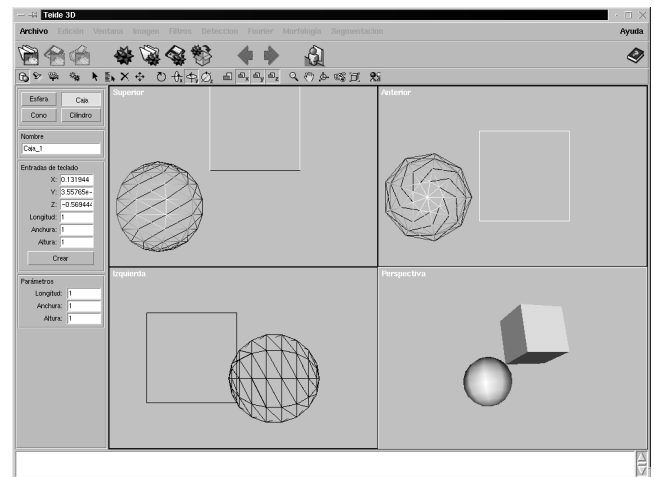 Teide 3D
Archivo Edición Ventana Imagen Filtros Deteccion Fourier Morfología Segmentacion Ayuda
Esfera Caja
Cono Cilindro
Nombre
Caja_1
Entradas de teclado
X: 0.131944
Y: 3.55765e-
Z: -0.569444
Longitud: 1
Anchura: 1
Altura: 1
Crear
Parámetros
Longitud: 1
Anchura: 1
Altura: 1
Superior
Anterior
Izquierda
Perspectiva